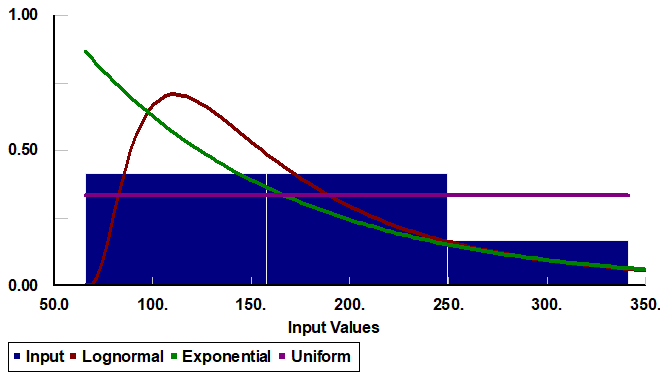 1.00
0.50
0.00
50.0 100. 150. 200. 250. 300. 350.
Input Values
Input Lognormal Exponential Uniform